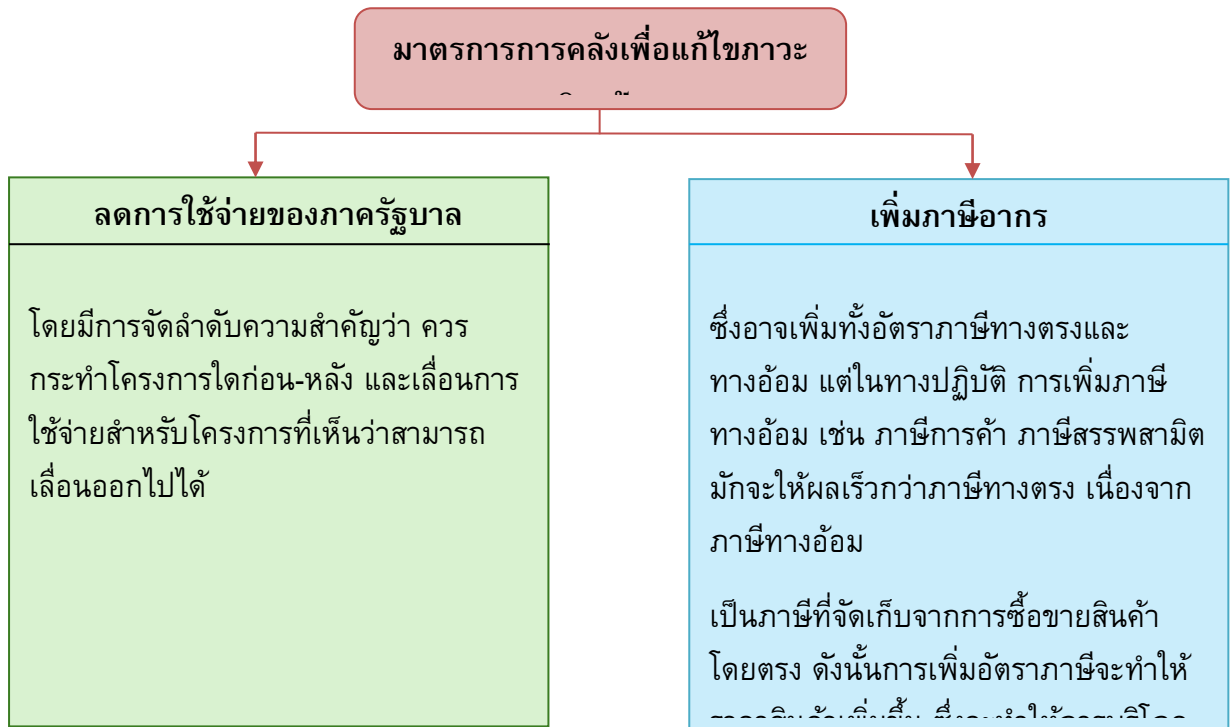 มาตรการการคลังเพื่อแก้ไขภาวะ
ลดการใช้จ่ายของภาครัฐบาล
โดยมีการจัดลำดับความสำคัญว่า ควร
กระทำโครงการใดก่อน-หลัง และเลื่อนการ
ใช้จ่ายสำหรับโครงการที่เห็นว่าสามารถ
เลื่อนออกไปได้
เพิ่มภาษีอากร
ซึ่งอาจเพิ่มทั้งอัตราภาษีทางตรงและ
ทางอ้อม แต่ในทางปฏิบัติ การเพิ่มภาษี
ทางอ้อม เช่น ภาษีการค้า ภาษีสรรพสามิต
มักจะให้ผลเร็วกว่าภาษีทางตรง เนื่องจาก
ภาษีทางอ้อม
เป็นภาษีที่จัดเก็บจากการซื้อขายสินค้า
โดยตรง ดังนั้นการเพิ่มอัตราภาษีจะทำให้